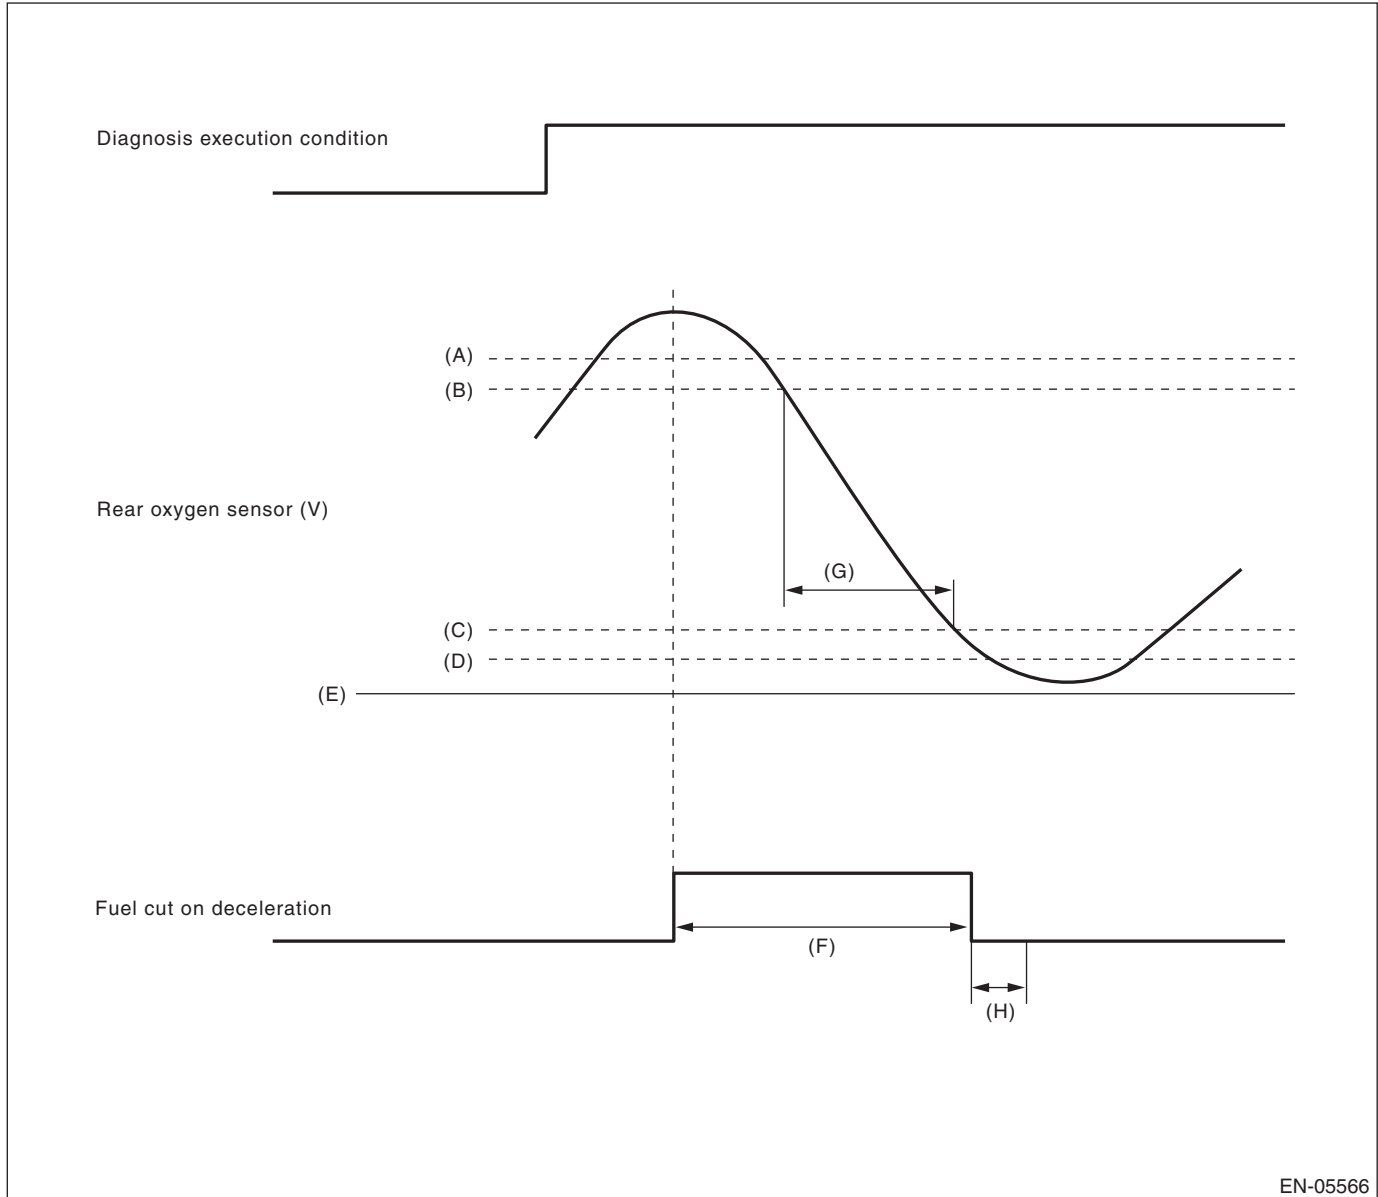 Diagnosis execution condition
(A)
(B)
Rear oxygen sensor (V)
(G)
(C)
(D)
(E)
Fuel cut on deceleration
(F)
(H)
EN-05566